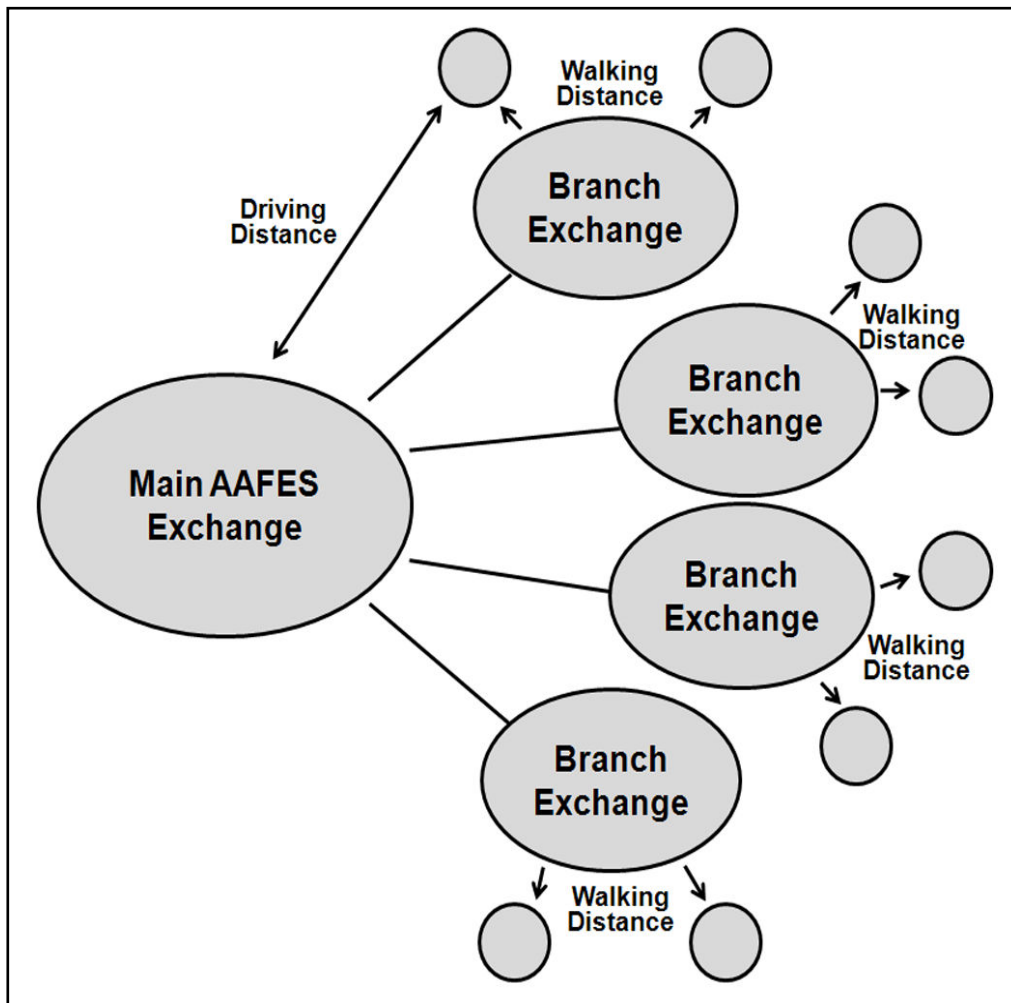 Walking
Distance
Branch
Exchange
Driving
Distance
Walking
Distance
Branch
Exchange
Main AAFES
Exchange
Branch
Exchange
Walking
Distance
Branch
Exchange
Walking
Distance